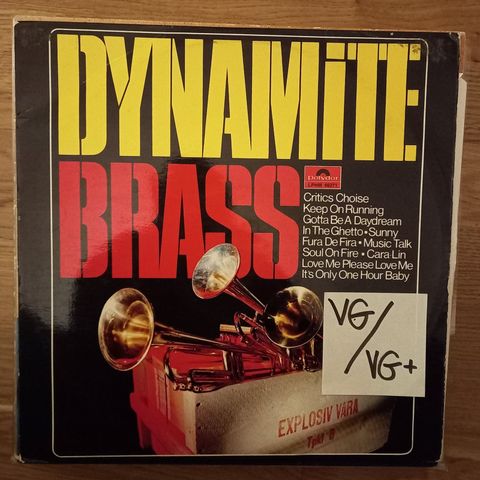 DYNAMiTE
BRASS
Polydor
LPHM 46271
Critics Choise
Keep On Running
Gotta Be A Daydream
In The Ghetto • Sunny
Fura De Fira • Music Talk
Soul On Fire • Cara Lin
Love Me Please Love Me
It's Only One Hour Baby
VG/
VG+
EXPLOSIV VARA